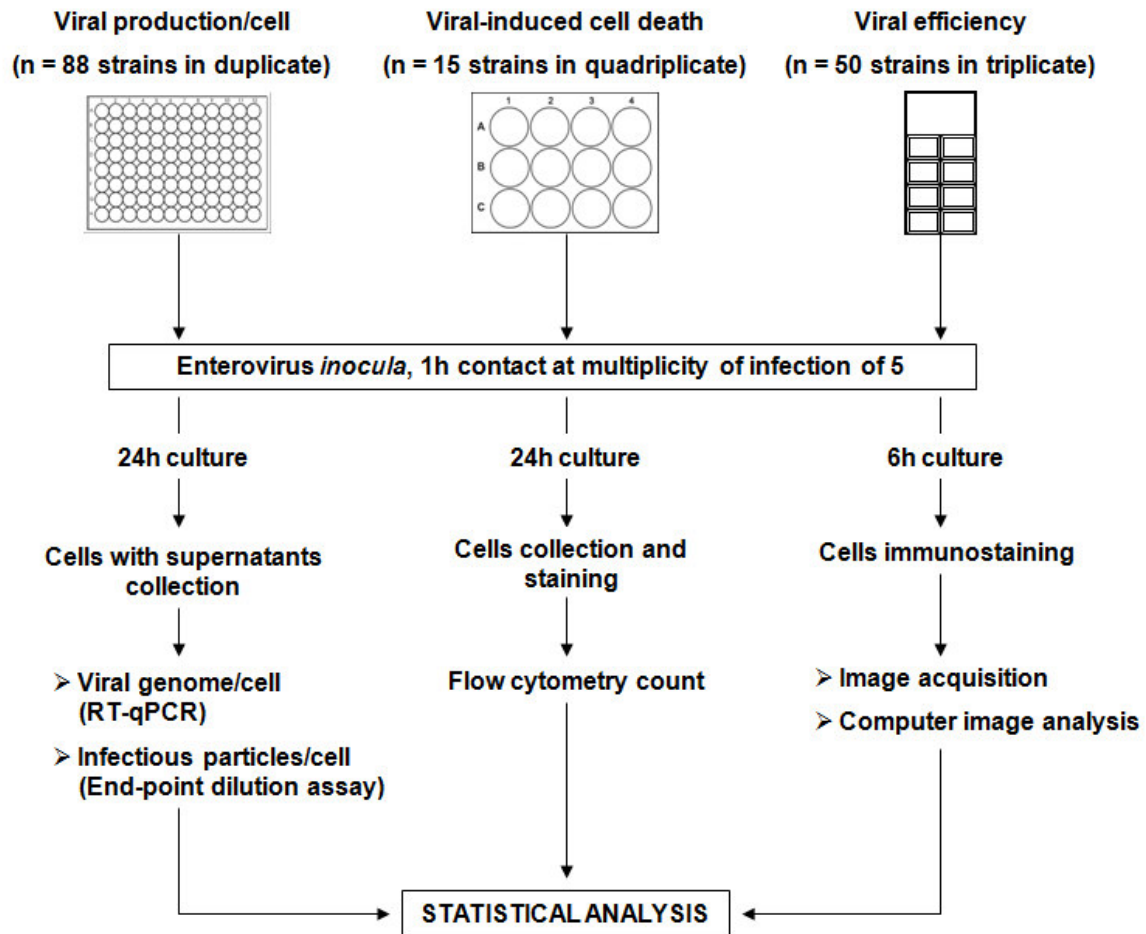 Viral production/cell
(n = 88 strains in duplicate)
Viral-induced cell death
(n = 15 strains in quadriplicate)
Viral efficiency
(n = 50 strains in triplicate)
1 2 3 4
A
B
C
Enterovirus inocula, 1h contact at multiplicity of infection of 5
24h culture
24h culture
6h culture
Cells with supernatants
collection
Cells collection and
staining
Cells immunostaining
➢ Viral genome/cell
(RT-qPCR)
➢ Infectious particles/cell
(End-point dilution assay)
Flow cytometry count
➢ Image acquisition
➢ Computer image analysis
STATISTICAL ANALYSIS